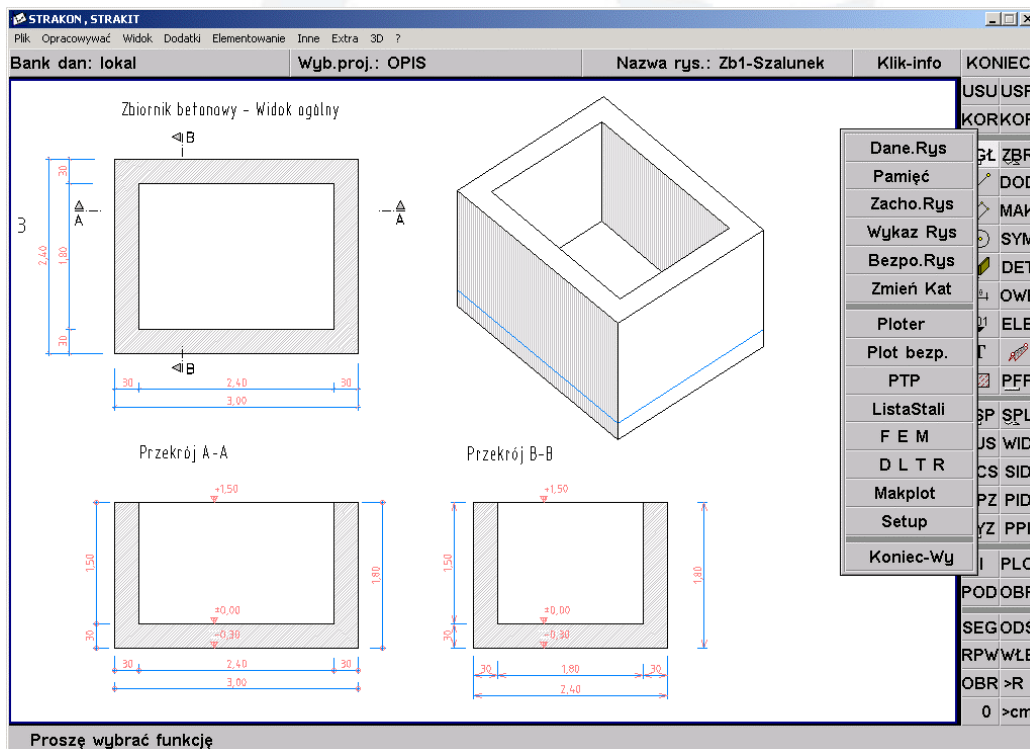 STRAKON , STRAKIT
Plik Opracowywać Widok Dodatki Elementowanie Inne Extra 3D ?
Bank dan: lokal Wyb.proj.: OPIS Nazwa rys.: Zb1-Szalunek Klik-info KONIEC
Zbiornik betonowy - Widok ogólny
B
30
A A
3
2,40
1,80
30
B
30 2,40 30
3,00
Przekrój A-A
+1,50
1,50
1,80
±0,00
30
-0,30
30 2,40 30
3,00
Przekrój B-B
+1,50
1,50
1,80
±0,00
30
-0,30
30 1,80 30
2,40
Dane.Rys
Pamięć
Zacho.Rys
Wykaz Rys
Bezpo.Rys
Zmień Kat
Ploter
Plot bezp.
PTP
ListaStali
F E M
D L T R
Makplot
Setup
Koniec-Wy
USU
KOR
ZBR
DOD
MAK
SYM
DET
OWI
ELE
PFP
SPL
WID
SID
PID
PPI
PLO
POD OBR
SEG ODS
RPW WŁE
OBR >R
0 >cm
Proszę wybrać funkcję